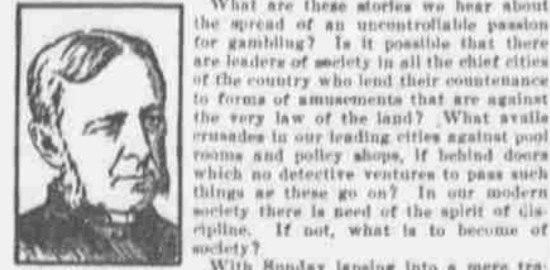 What are these stories we hear about
the spread of an uncontrollable passion
for gambling? Is it possible that there
are leaders of society in all the chief cities
of the country who lend their countenance
to forms of amusements that are against
the very law of the land? What avails
crusades in our leading cities against pool
rooms and policy shops, if behind doors
which no detective ventures to pass such
things as these go on? In our modern
society there is need of the spirit of dis-
cipline. If not, what is to become of
society?
With Sunday lapsing into a mere tra-